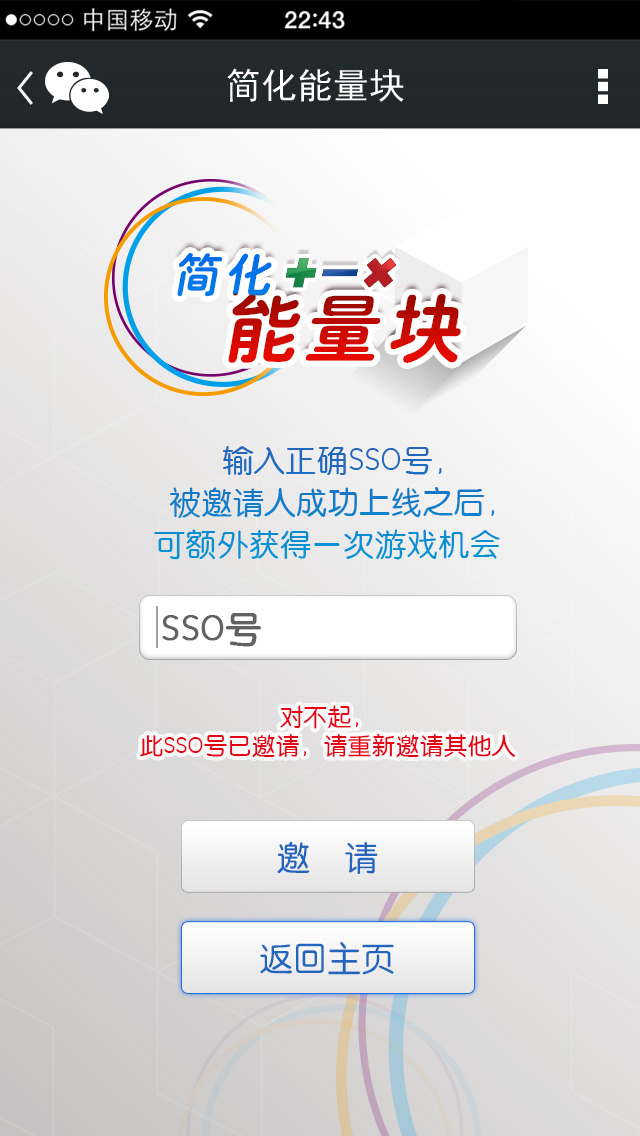 中国移动 22:43
简化能量块
简化
能量块
输入正确SSO号,
被邀请人成功上线之后,
可额外获得一次游戏机会
SSO号
对不起,
此SSO号已邀请, 请重新邀请其他人
邀 请
返回主页